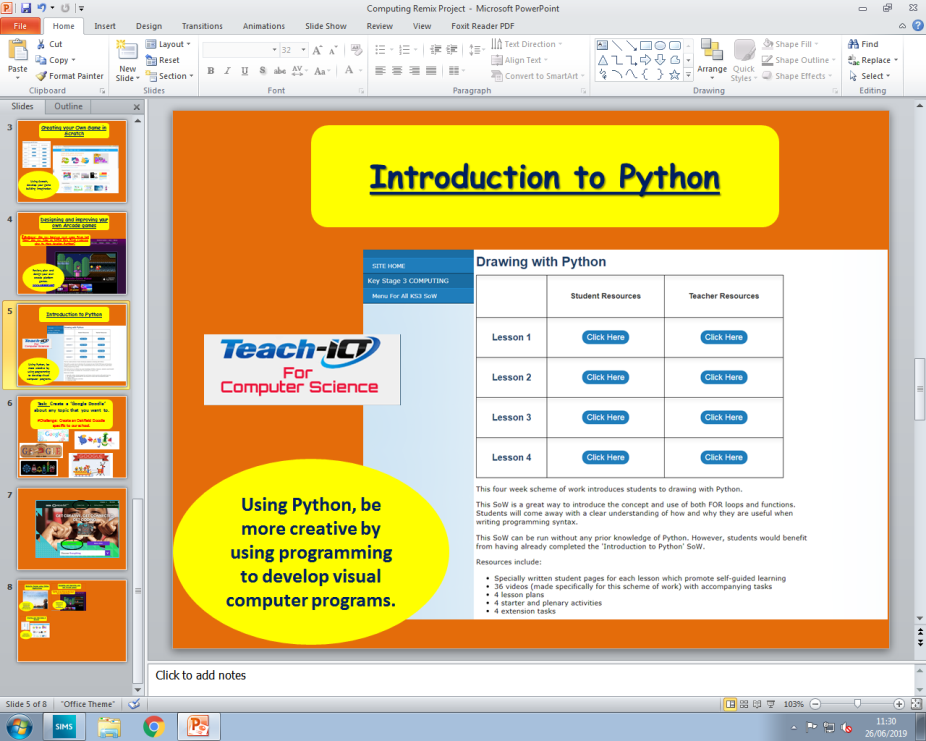 Computing Remix Project - Microsoft PowerPoint
File Home Insert Design Transitions Animations Slide Show Review View Foxit Reader PDF
Paste
Cut
Copy
Format Painter
Clipboard
New
Slide
Layout
Reset
Section
Slides
32
B I U S abc AV Aa A
Font
Text Direction
Align Text
Convert to SmartArt
Paragraph
Arrange
Quick
Styles
Shape Fill
Shape Outline
Shape Effects
Drawing
Find
Replace
Select
Editing
Slides Outline
3
Creating your Own Game in
Scratch
4
Designing and improving your
own Arcade games
5
Introduction to Python
6
Task: Create a 'Google Doodle'
about any topic that you want to.
7
8
Introduction to Python
SITE HOME
Key Stage 3 COMPUTING
Menu For All KS3 SoW
Drawing with Python
Student Resources Teacher Resources
Lesson 1 Click Here Click Here
Lesson 2 Click Here Click Here
Lesson 3 Click Here Click Here
Lesson 4 Click Here Click Here
Teach-iCT
For
Computer Science
This four week scheme of work introduces students to drawing with Python.
This SoW is a great way to introduce the concept and use of both FOR loops and functions.
Students will come away with a clear understanding of how and why they are useful when
writing programming syntax.
This SoW can be run without any prior knowledge of Python. However, students would benefit
from having already completed the 'Introduction to Python' SoW.
Resources include:
• Specially written student pages for each lesson which promote self-guided learning
• 36 videos (made specifically for this scheme of work) with accompanying tasks
• 4 lesson plans
• 4 starter and plenary activities
• 4 extension tasks
Using Python, be
more creative by
using programming
to develop visual
computer programs.
Click to add notes
Slide 5 of 8 "Office Theme" 103%
SIMS
11:30
26/06/2019